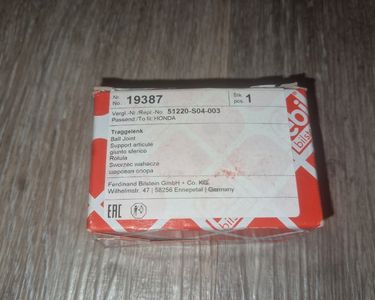 Nr. No. 19387
Stk. pcs. 1
Vergl.-Nr./Repl.-No. 51220-S04-003
Passend./To fit: HONDA
Traggelenk
Ball Joint
Support articulé
giunto sferico
Rotula
Sworzeń wahacza
шаровая опора
Ferdinand Bilstein GmbH + Co. KG
Wilhelmstr. 47 | 58256 Ennepetal | Germany
EAC